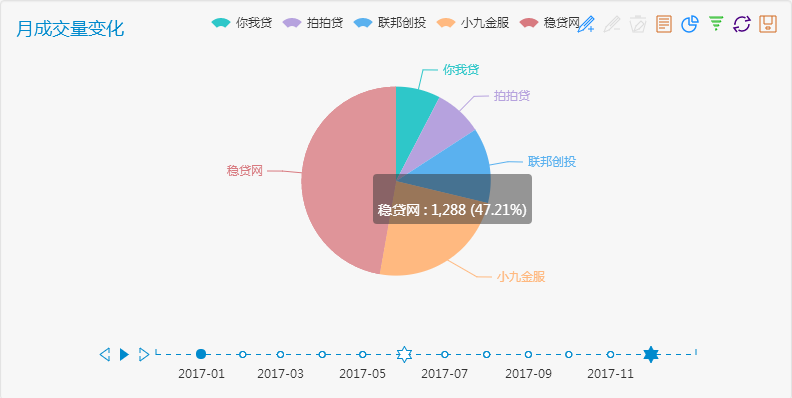 月成交量变化
你我贷 拍拍贷 联邦创投 小九金服 稳贷网
你我贷
拍拍贷
联邦创投
稳贷网
稳贷网 : 1,288 (47.21%)
小九金服
2017-01 2017-03 2017-05 2017-07 2017-09 2017-11